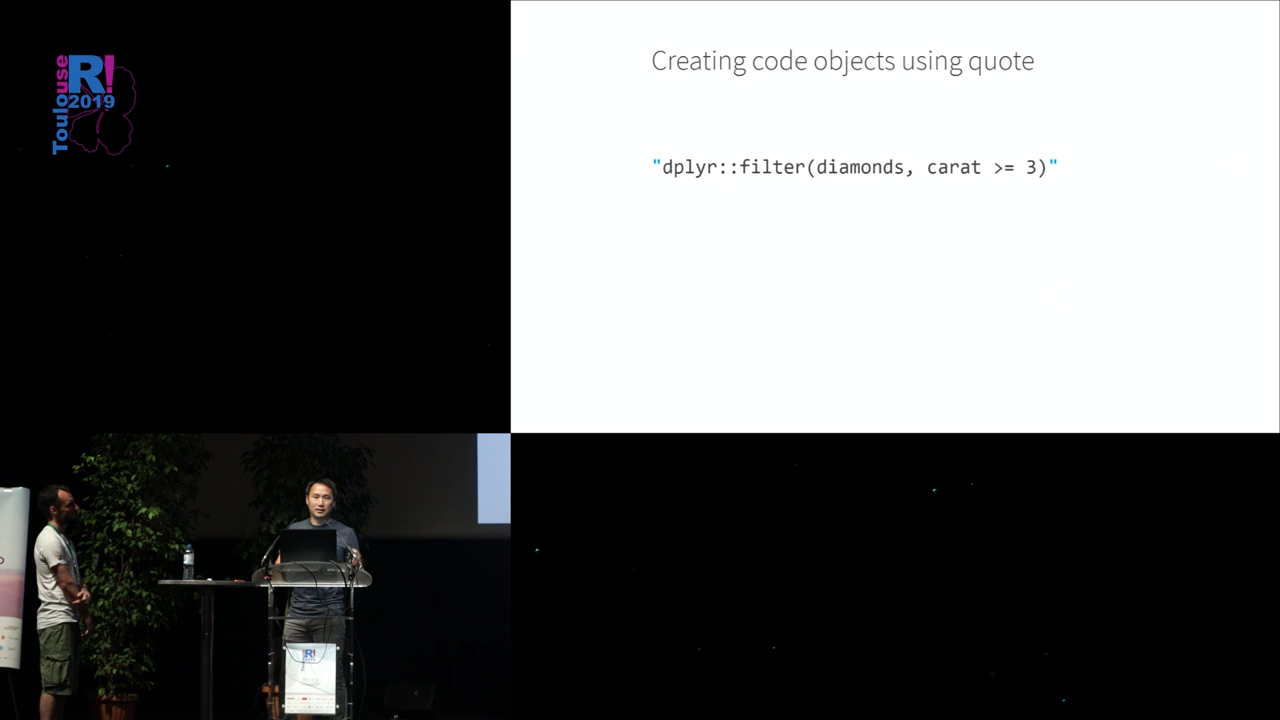 Toulouse
R!
2019
Creating code objects using quote
"dplyr::filter(diamonds, carat >= 3)"
R!